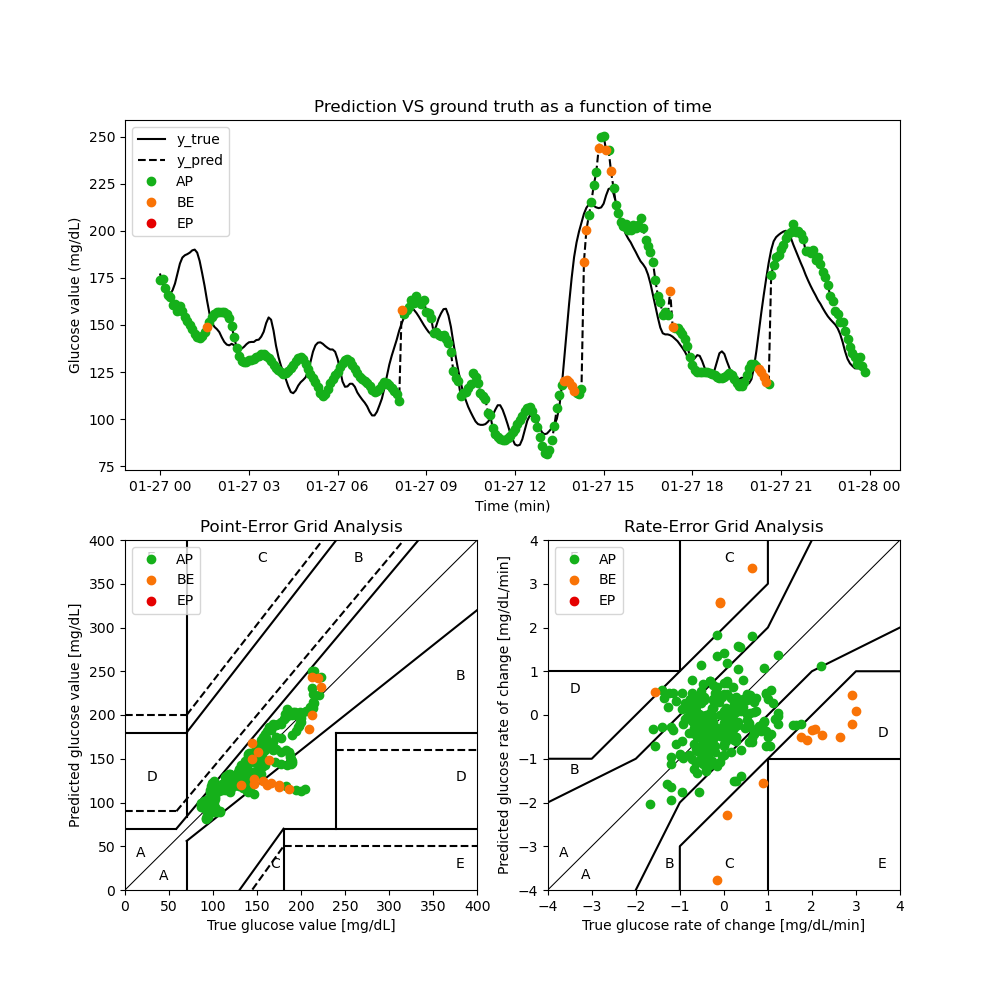 Prediction VS ground truth as a function of time
Glucose value (mg/dL)
250
225
200
175
150
125
100
75
y_true
y_pred
AP
BE
EP
01-27 00 01-27 03 01-27 06 01-27 09 01-27 12 01-27 15 01-27 18 01-27 21 01-28 00
Time (min)
Point-Error Grid Analysis
Predicted glucose value [mg/dL]
400
350
300
250
200
150
100
50
0
AP
BE
EP
C B
B
D D
A
A C E
0 50 100 150 200 250 300 350 400
True glucose value [mg/dL]
Rate-Error Grid Analysis
Predicted glucose rate of change [mg/dL/min]
4
3
2
1
0
−1
−2
−3
−4
AP
BE
EP
C
D
D
B
A
A B C E
−4 −3 −2 −1 0 1 2 3 4
True glucose rate of change [mg/dL/min]